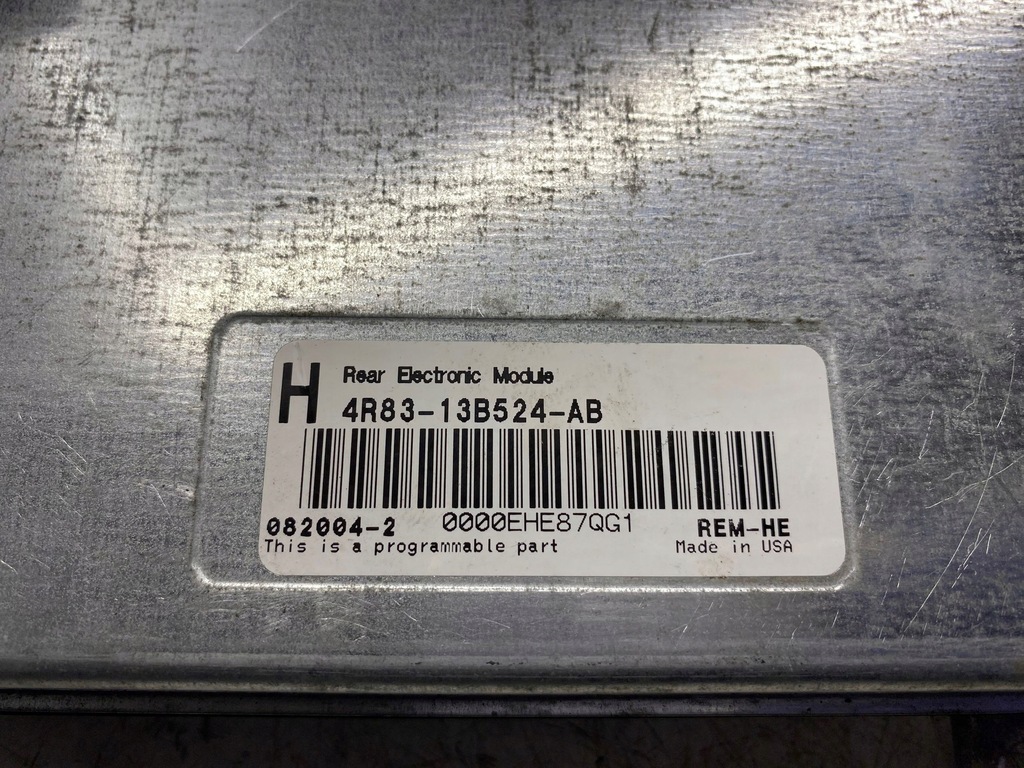 H Rear Electronic Module
4R83-13B524-AB
082004-2 0000EHE87QG1 REM-HE
This is a programmable part Made in USA